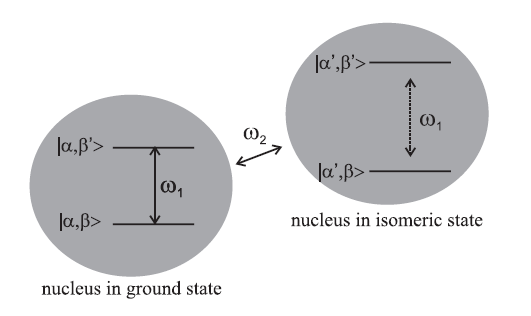 |α',β'>
ω₁
|α',β>
nucleus in isomeric state
ω₂
|α,β'>
ω₁
|α,β>
nucleus in ground state